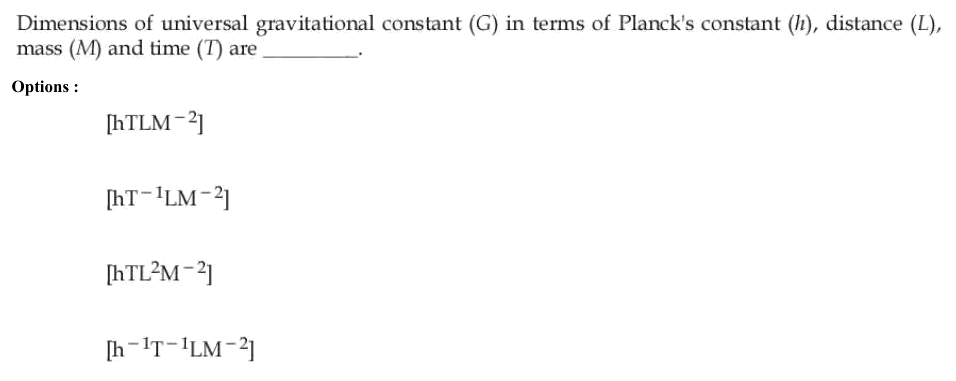 Dimensions of universal gravitational constant (G) in terms of Planck's constant (h), distance (L),
mass (M) and time (T) are _________.
Options :
[hTLM⁻²]
[hT⁻¹LM⁻²]
[hTL²M⁻²]
[h⁻¹T⁻¹LM⁻²]